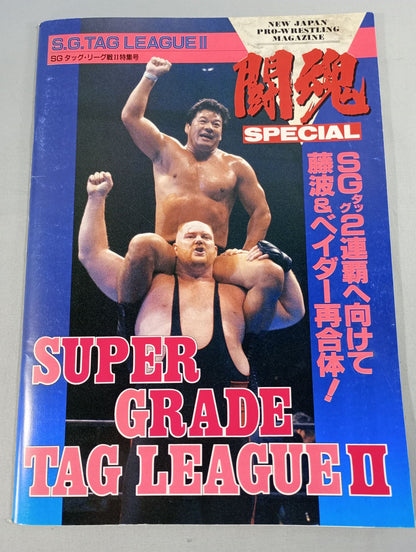 NEW JAPAN
PRO-WRESTLING
MAGAZINE
S.G.TAG LEAGUE II
SGタッグ・リーグ戦II特集号
闘魂
SPECIAL
SGタッグ2連覇へ向けて
藤波&ベイダー再合体!
SUPER
GRADE
TAG LEAGUE II